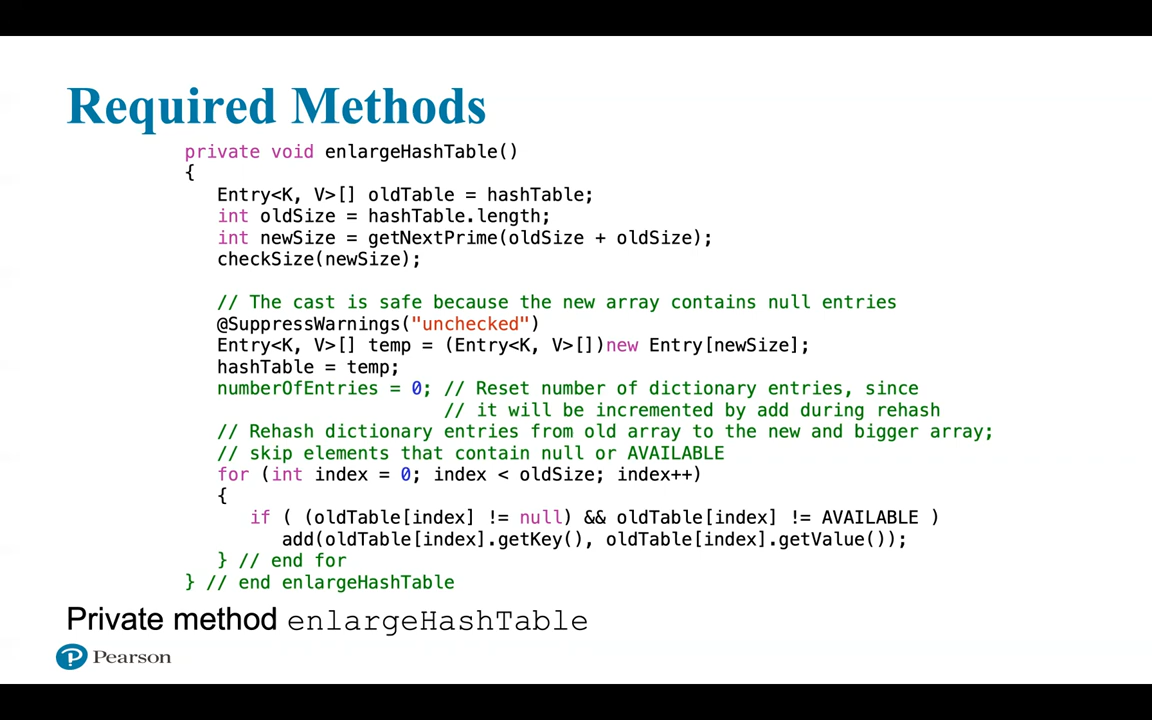 Required Methods
private void enlargeHashTable()
{
Entry<K, V>[] oldTable = hashTable;
int oldSize = hashTable.length;
int newSize = getNextPrime(oldSize + oldSize);
checkSize(newSize);
// The cast is safe because the new array contains null entries
@SuppressWarnings("unchecked")
Entry<K, V>[] temp = (Entry<K, V>[])new Entry[newSize];
hashTable = temp;
numberOfEntries = 0; // Reset number of dictionary entries, since
// it will be incremented by add during rehash
// Rehash dictionary entries from old array to the new and bigger array;
// skip elements that contain null or AVAILABLE
for (int index = 0; index < oldSize; index++)
{
if ( (oldTable[index] != null) && oldTable[index] != AVAILABLE )
add(oldTable[index].getKey(), oldTable[index].getValue());
} // end for
} // end enlargeHashTable
Private method enlargeHashTable
P Pearson